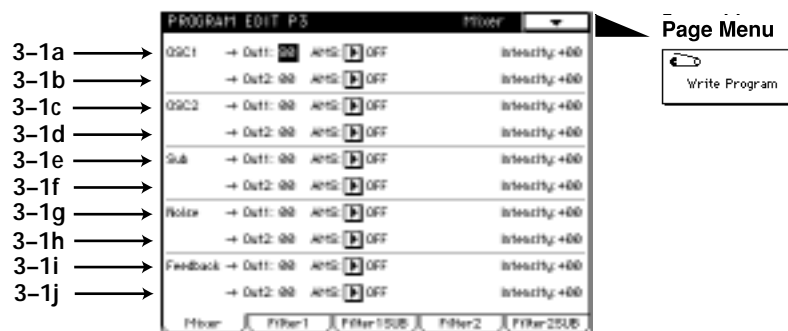 PROGRAM EDIT P3 Mixer
Page Menu
Write Program
3–1a OSC1 → Out1: 00 AMS: OFF Intensity: +00
3–1b → Out2: 00 AMS: OFF Intensity: +00
3–1c OSC2 → Out1: 00 AMS: OFF Intensity: +00
3–1d → Out2: 00 AMS: OFF Intensity: +00
3–1e Sub → Out1: 00 AMS: OFF Intensity: +00
3–1f → Out2: 00 AMS: OFF Intensity: +00
3–1g Noise → Out1: 00 AMS: OFF Intensity: +00
3–1h → Out2: 00 AMS: OFF Intensity: +00
3–1i Feedback → Out1: 00 AMS: OFF Intensity: +00
3–1j → Out2: 00 AMS: OFF Intensity: +00
Mixer Filter1 Filter1SUB Filter2 Filter2SUB